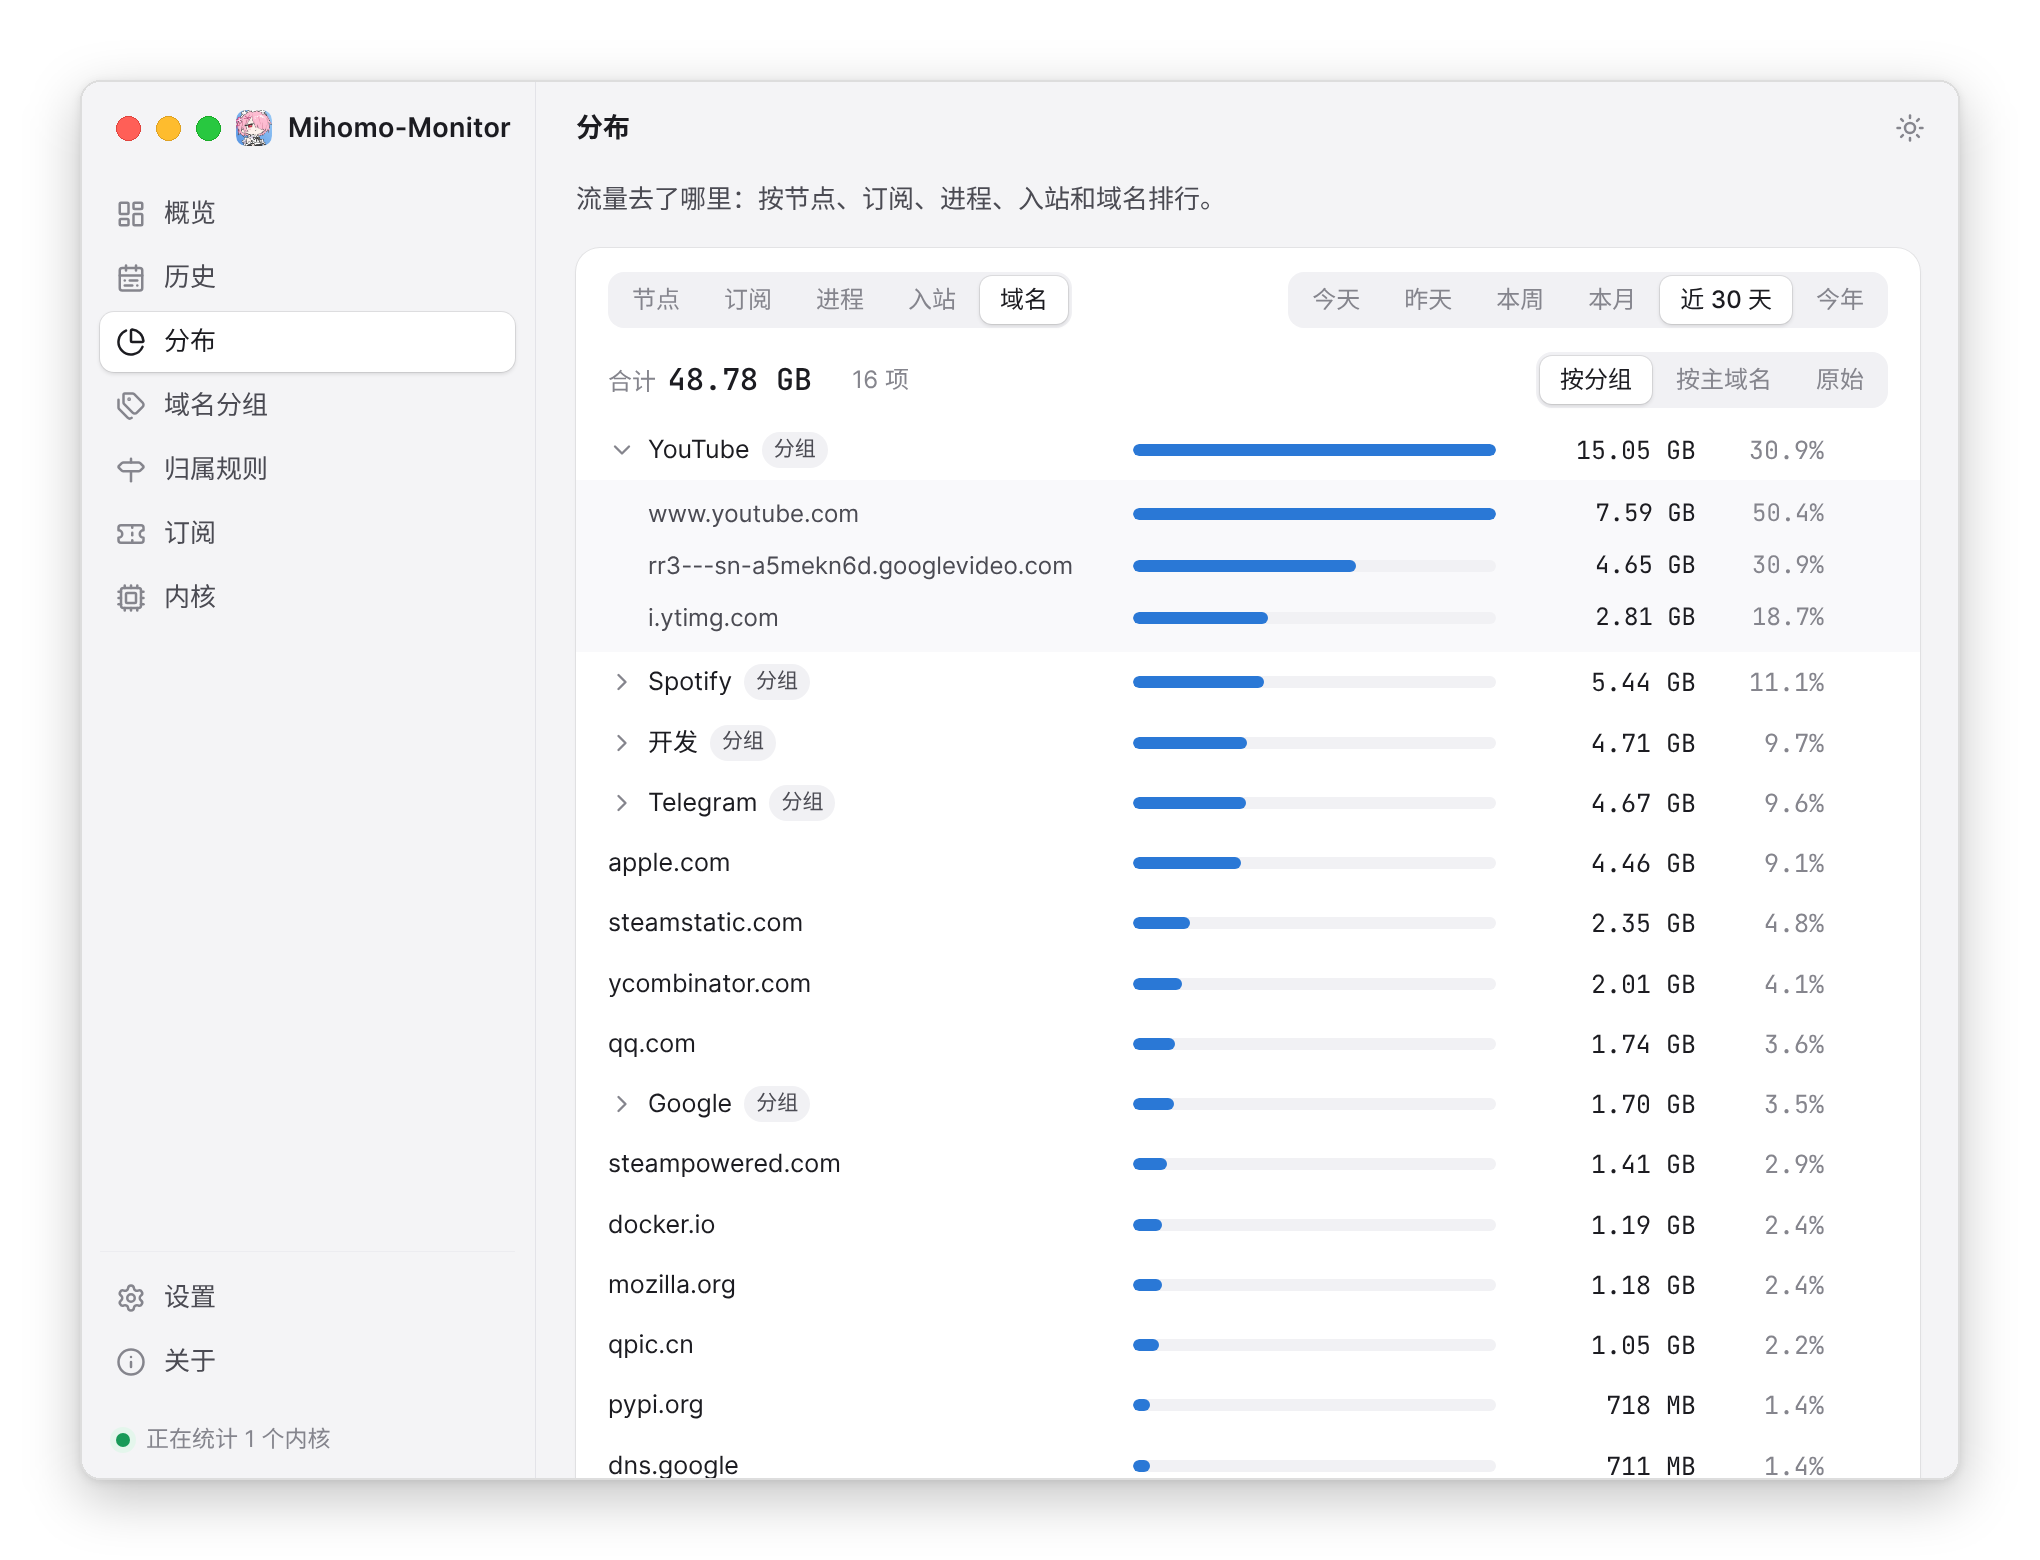 Mihomo-Monitor
概览
历史
分布
域名分组
归属规则
订阅
内核
设置
关于
正在统计 1 个内核
分布
流量去了哪里：按节点、订阅、进程、入站和域名排行。
节点 订阅 进程 入站 域名 今天 昨天 本周 本月 近 30 天 今年
合计 48.78 GB 16 项 按分组 按主域名 原始
YouTube 分组 15.05 GB 30.9%
www.youtube.com 7.59 GB 50.4%
rr3---sn-a5mekn6d.googlevideo.com 4.65 GB 30.9%
i.ytimg.com 2.81 GB 18.7%
Spotify 分组 5.44 GB 11.1%
开发 分组 4.71 GB 9.7%
Telegram 分组 4.67 GB 9.6%
apple.com 4.46 GB 9.1%
steamstatic.com 2.35 GB 4.8%
ycombinator.com 2.01 GB 4.1%
qq.com 1.74 GB 3.6%
Google 分组 1.70 GB 3.5%
steampowered.com 1.41 GB 2.9%
docker.io 1.19 GB 2.4%
mozilla.org 1.18 GB 2.4%
qpic.cn 1.05 GB 2.2%
pypi.org 718 MB 1.4%
dns.google 711 MB 1.4%